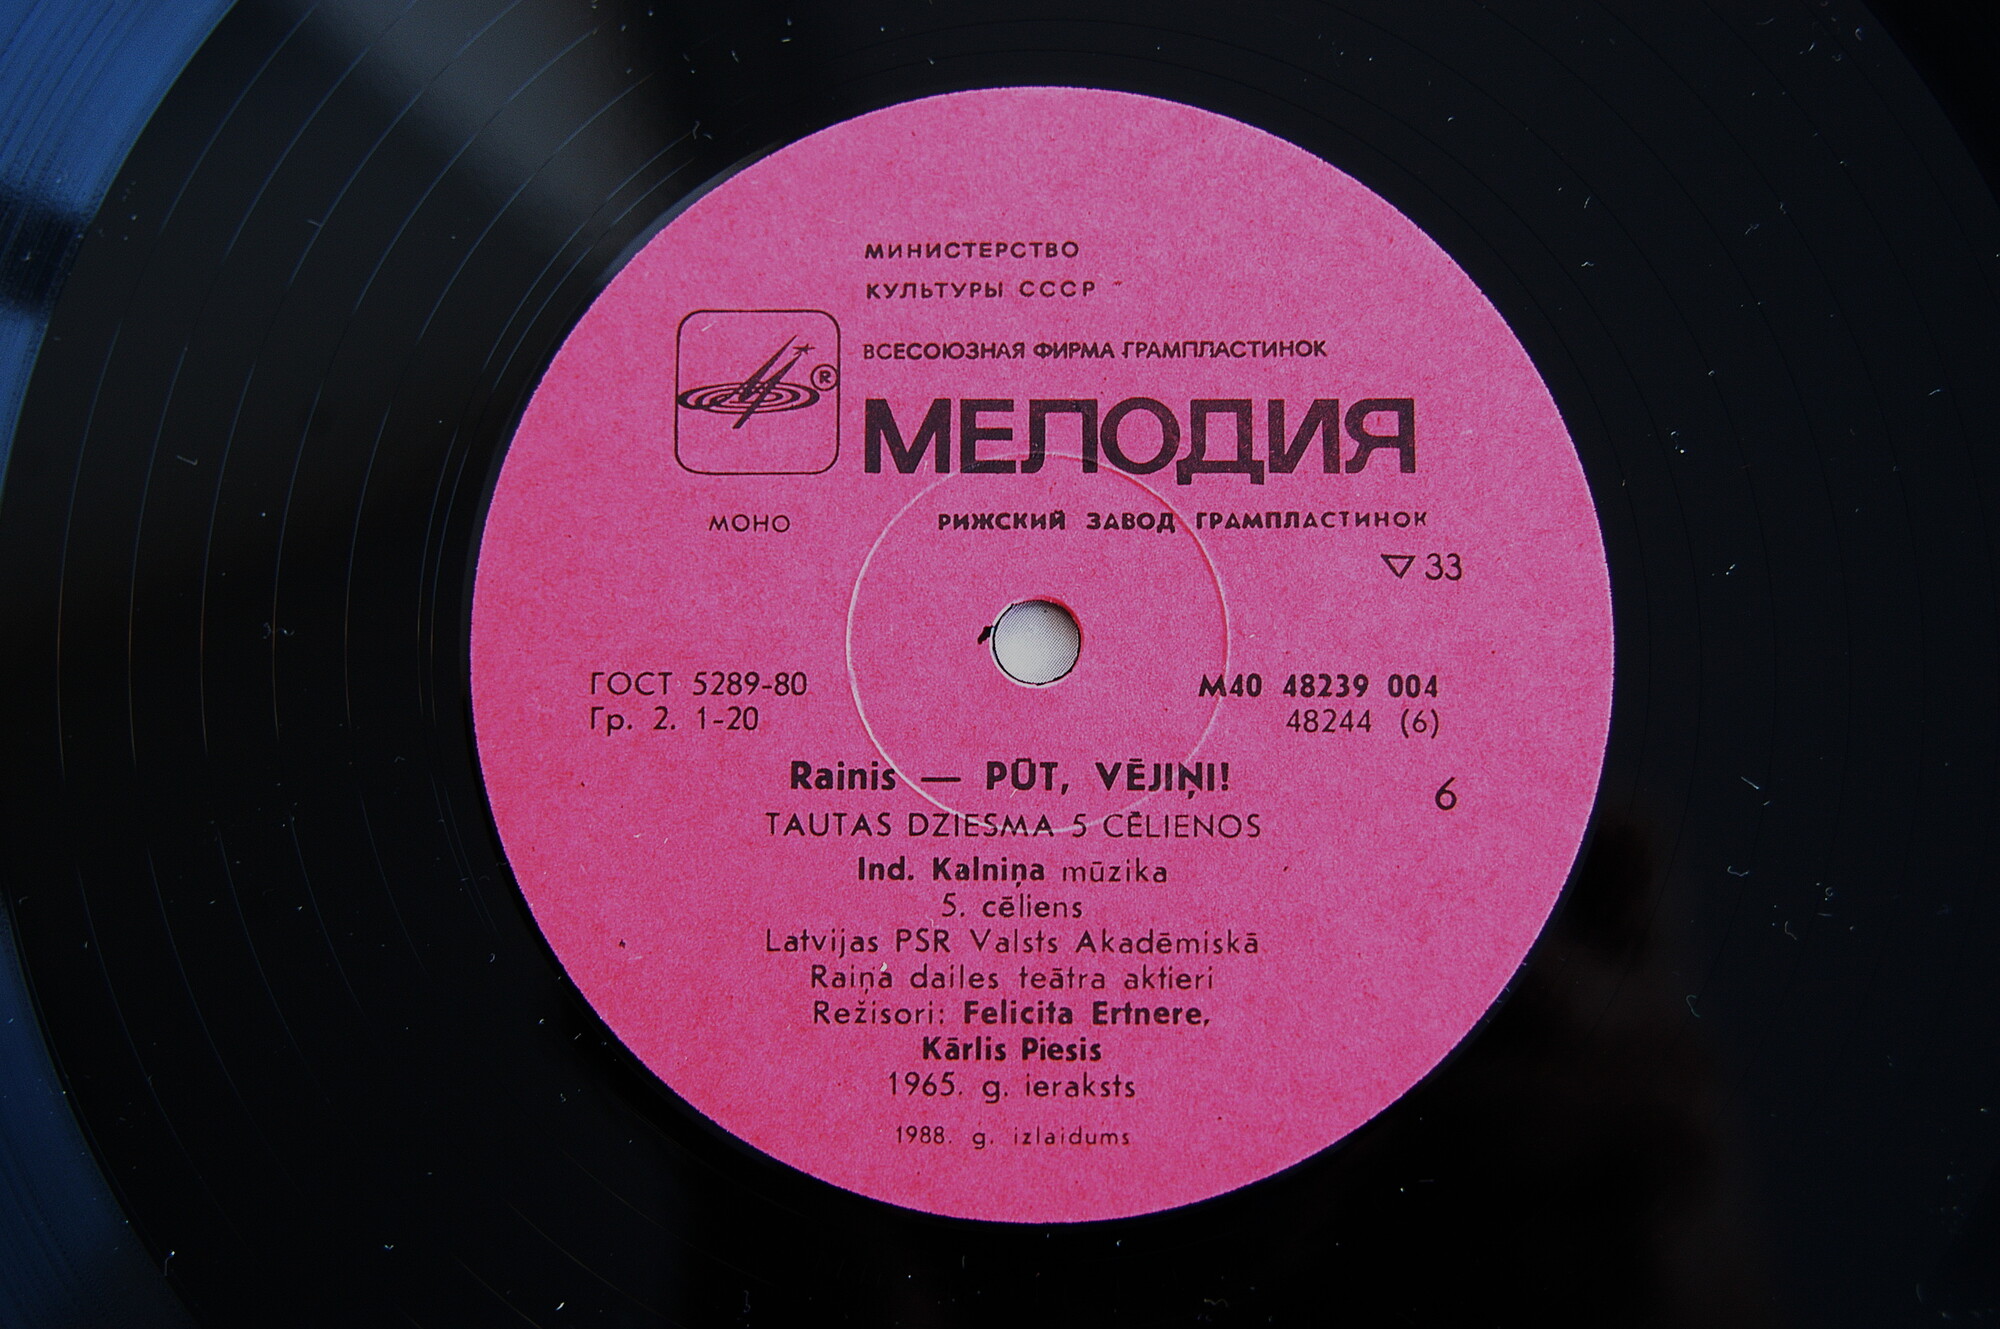 МИНИСТЕРСТВО
КУЛЬТУРЫ СССР
ВСЕСОЮЗНАЯ ФИРМА ГРАМПЛАСТИНОК
®
МЕЛОДИЯ
МОНО
РИЖСКИЙ ЗАВОД ГРАМПЛАСТИНОК
▽ 33
ГОСТ 5289-80
Гр. 2. 1-20
М40 48239 004
48244 (6)
Rainis — PŪT, VĒJIŅI!
6
TAUTAS DZIESMA 5 CĒLIENOS
Ind. Kalniņa mūzika
5. cēliens
Latvijas PSR Valsts Akadēmiskā
Raiņa dailes teātra aktieri
Režisori: Felicita Ertnere,
Kārlis Piesis
1965. g. ieraksts
1988. g. izlaidums